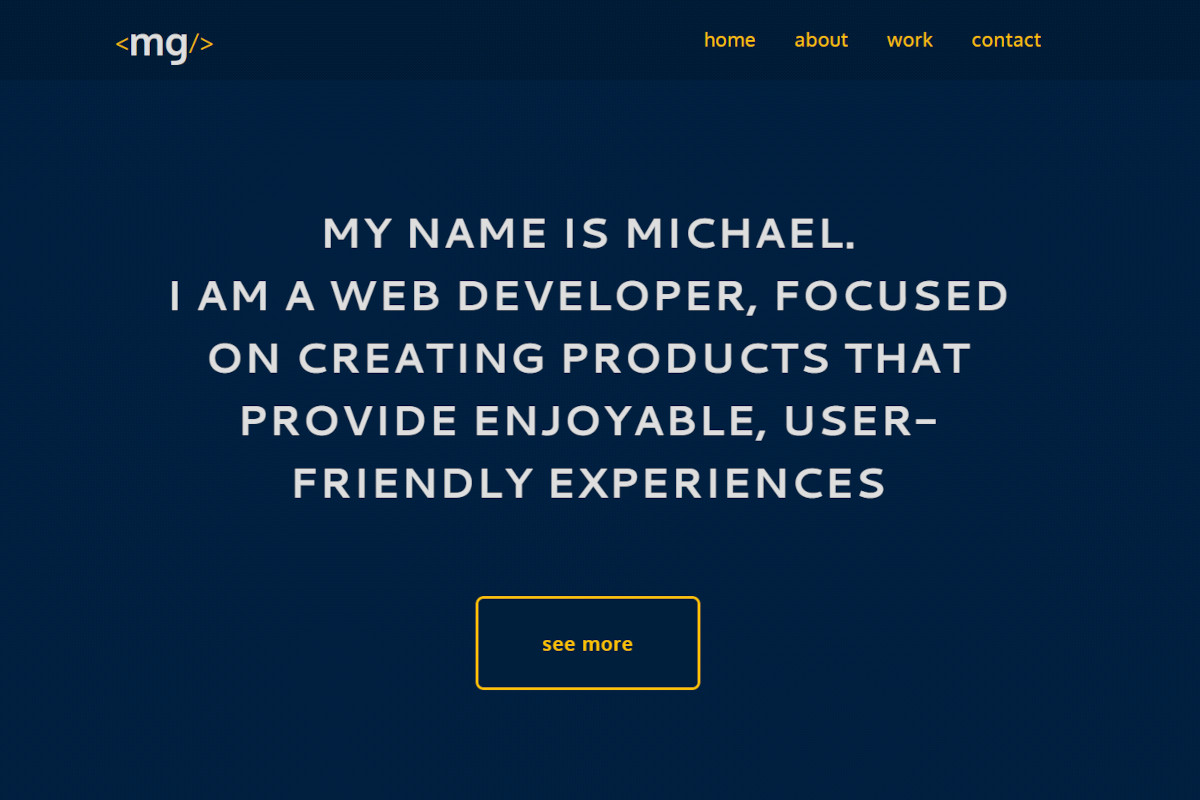 <mg/>
home about work contact
MY NAME IS MICHAEL.
I AM A WEB DEVELOPER, FOCUSED
ON CREATING PRODUCTS THAT
PROVIDE ENJOYABLE, USER-
FRIENDLY EXPERIENCES
see more